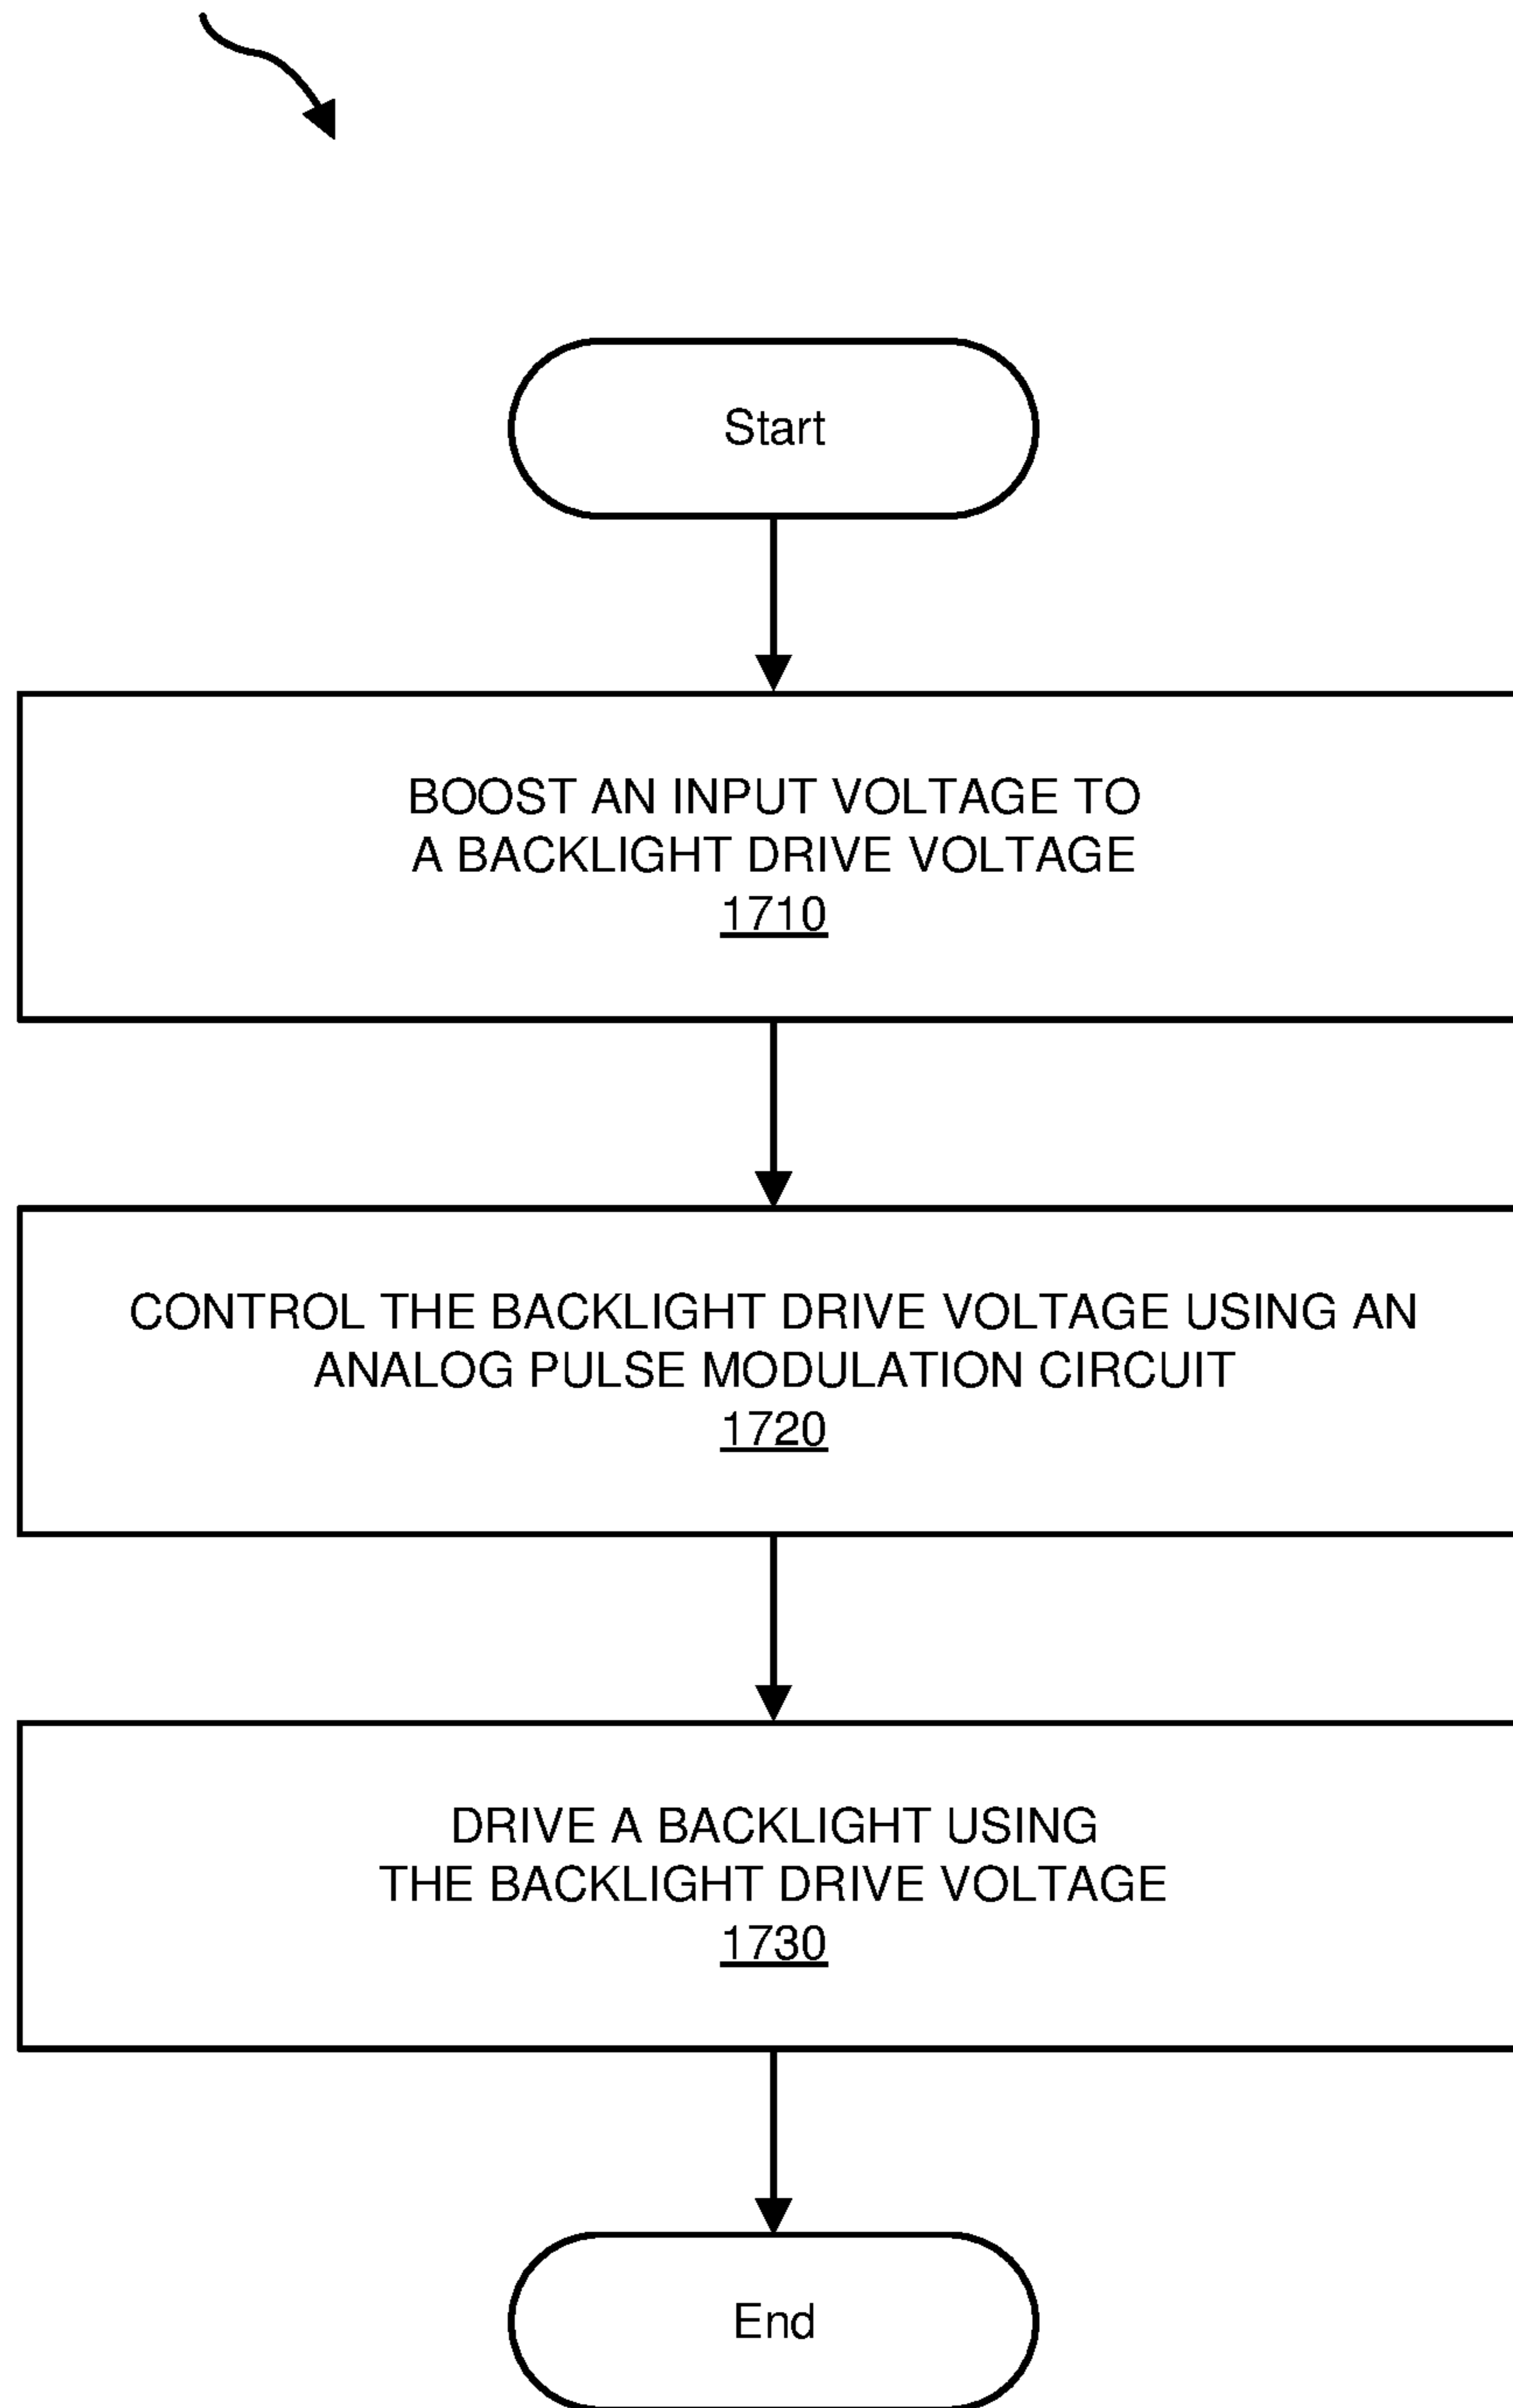 Start
BOOST AN INPUT VOLTAGE TO
A BACKLIGHT DRIVE VOLTAGE
1710
CONTROL THE BACKLIGHT DRIVE VOLTAGE USING AN
ANALOG PULSE MODULATION CIRCUIT
1720
DRIVE A BACKLIGHT USING
THE BACKLIGHT DRIVE VOLTAGE
1730
End